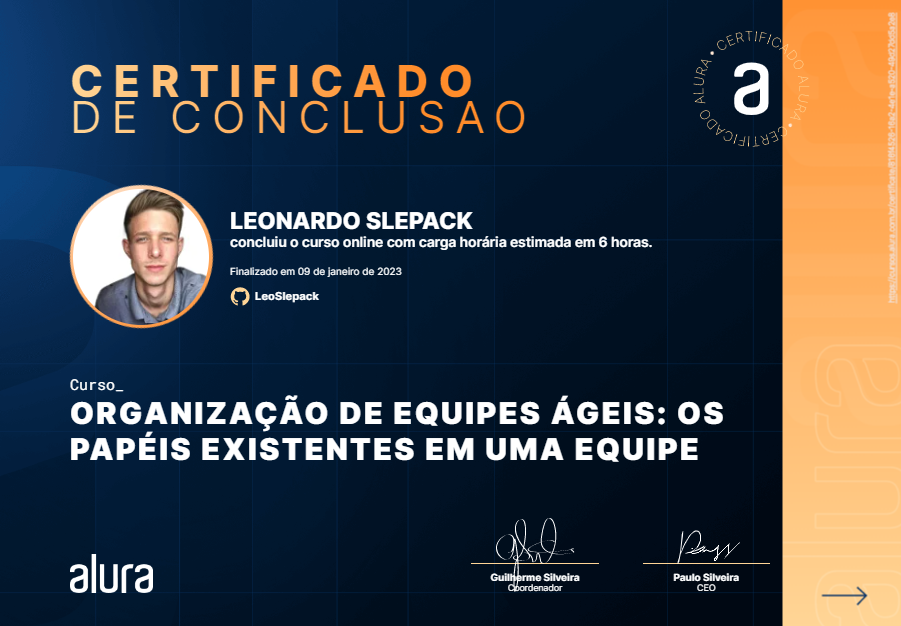 CERTIFICADO
DE CONCLUSAO
CERTIFICADO ALURA • CERTIFICADO ALURA •
a
LEONARDO SLEPACK
concluiu o curso online com carga horária estimada em 6 horas.
Finalizado em 09 de janeiro de 2023
LeoSlepack
Curso_
ORGANIZAÇÃO DE EQUIPES ÁGEIS: OS
PAPÉIS EXISTENTES EM UMA EQUIPE
alura
Guilherme Silveira
Coordenador
Paulo Silveira
CEO
alura